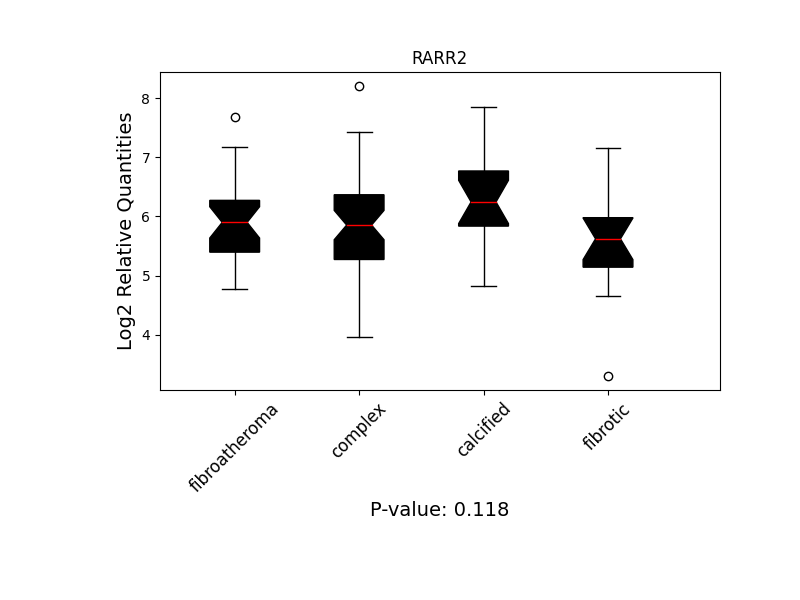 RARR2
Log2 Relative Quantities
8
7
6
5
4
fibroatheroma
complex
calcified
fibrotic
P-value: 0.118